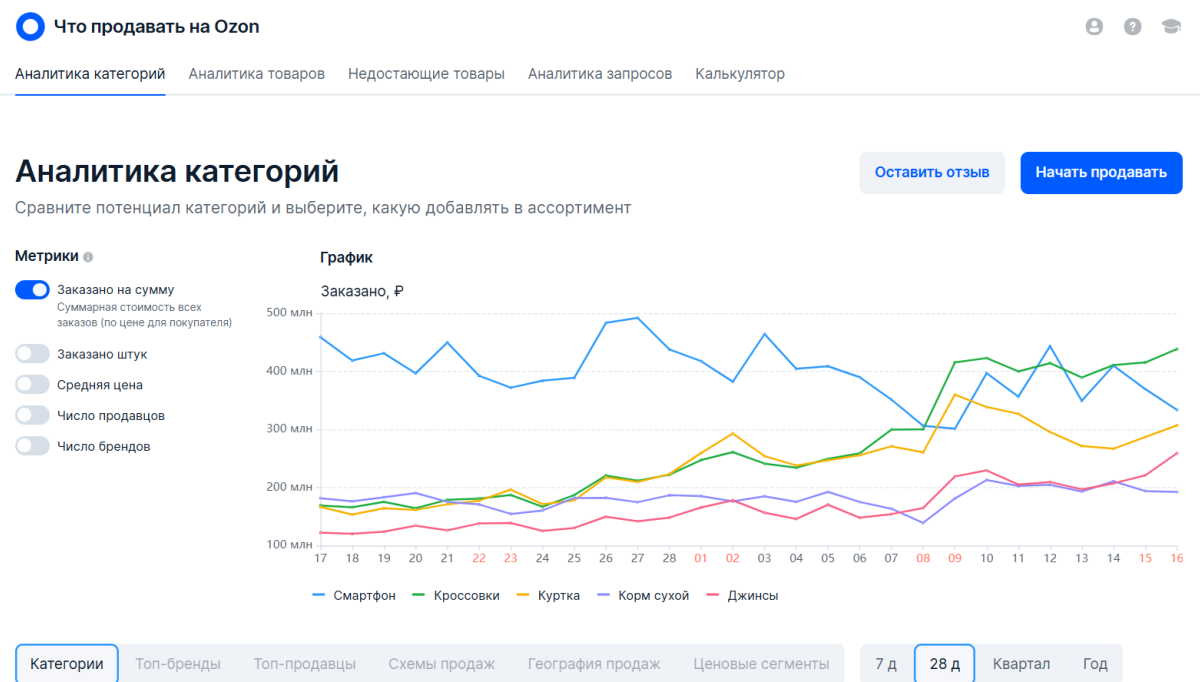 Что продавать на Ozon
Аналитика категорий Аналитика товаров Недостающие товары Аналитика запросов Калькулятор
Аналитика категорий
Оставить отзыв
Начать продавать
Сравните потенциал категорий и выберите, какую добавлять в ассортимент
Метрики
Заказано на сумму
Суммарная стоимость всех
заказов (по цене для покупателя)
Заказано штук
Средняя цена
Число продавцов
Число брендов
График
Заказано, ₽
500 млн
400 млн
300 млн
200 млн
100 млн
17 18 19 20 21 22 23 24 25 26 27 28 01 02 03 04 05 06 07 08 09 10 11 12 13 14 15 16
Смартфон Кроссовки Куртка Корм сухой Джинсы
Категории Топ-бренды Топ-продавцы Схемы продаж География продаж Ценовые сегменты 7 д 28 д Квартал Год